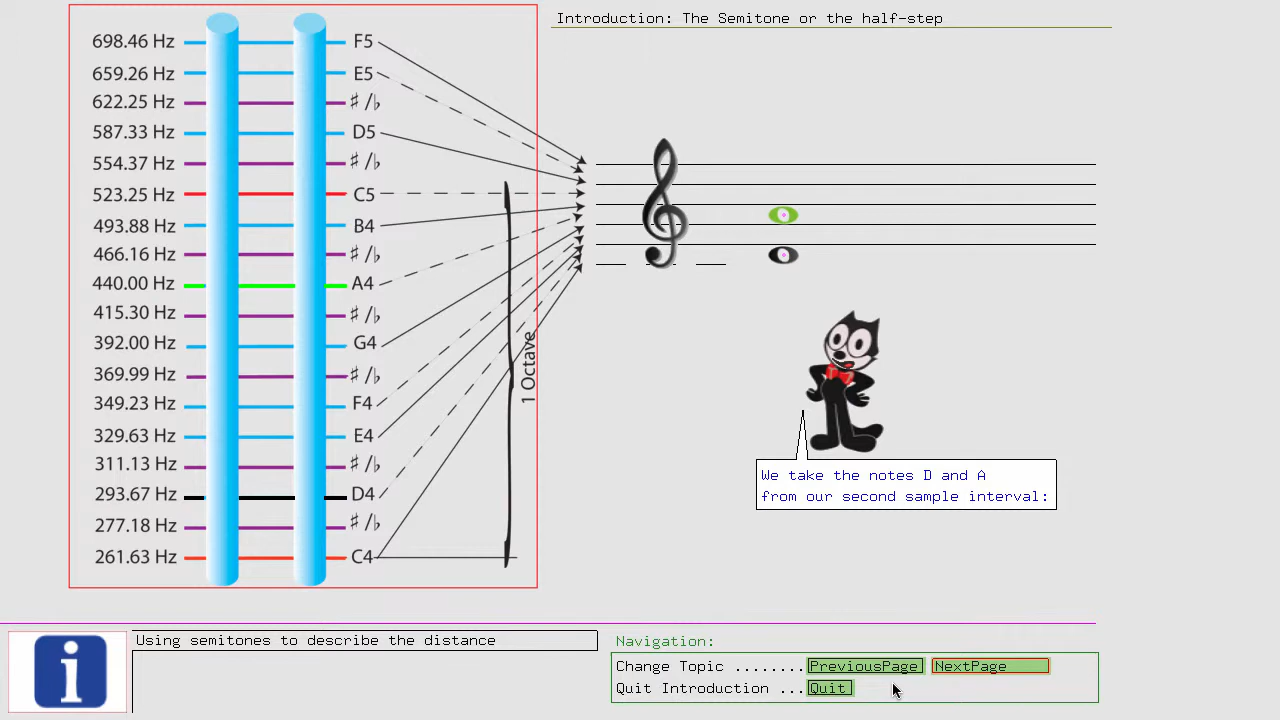 Introduction: The Semitone or the half-step
698.46 Hz F5
659.26 Hz E5
622.25 Hz ♯/♭
587.33 Hz D5
554.37 Hz ♯/♭
523.25 Hz C5
493.88 Hz B4
466.16 Hz ♯/♭
440.00 Hz A4
415.30 Hz ♯/♭
392.00 Hz G4
369.99 Hz ♯/♭
349.23 Hz F4
329.63 Hz E4
311.13 Hz ♯/♭
293.67 Hz D4
277.18 Hz ♯/♭
261.63 Hz C4
1 Octave
We take the notes D and A
from our second sample interval:
i
Using semitones to describe the distance
Navigation:
Change Topic ........PreviousPage NextPage
Quit Introduction ...Quit